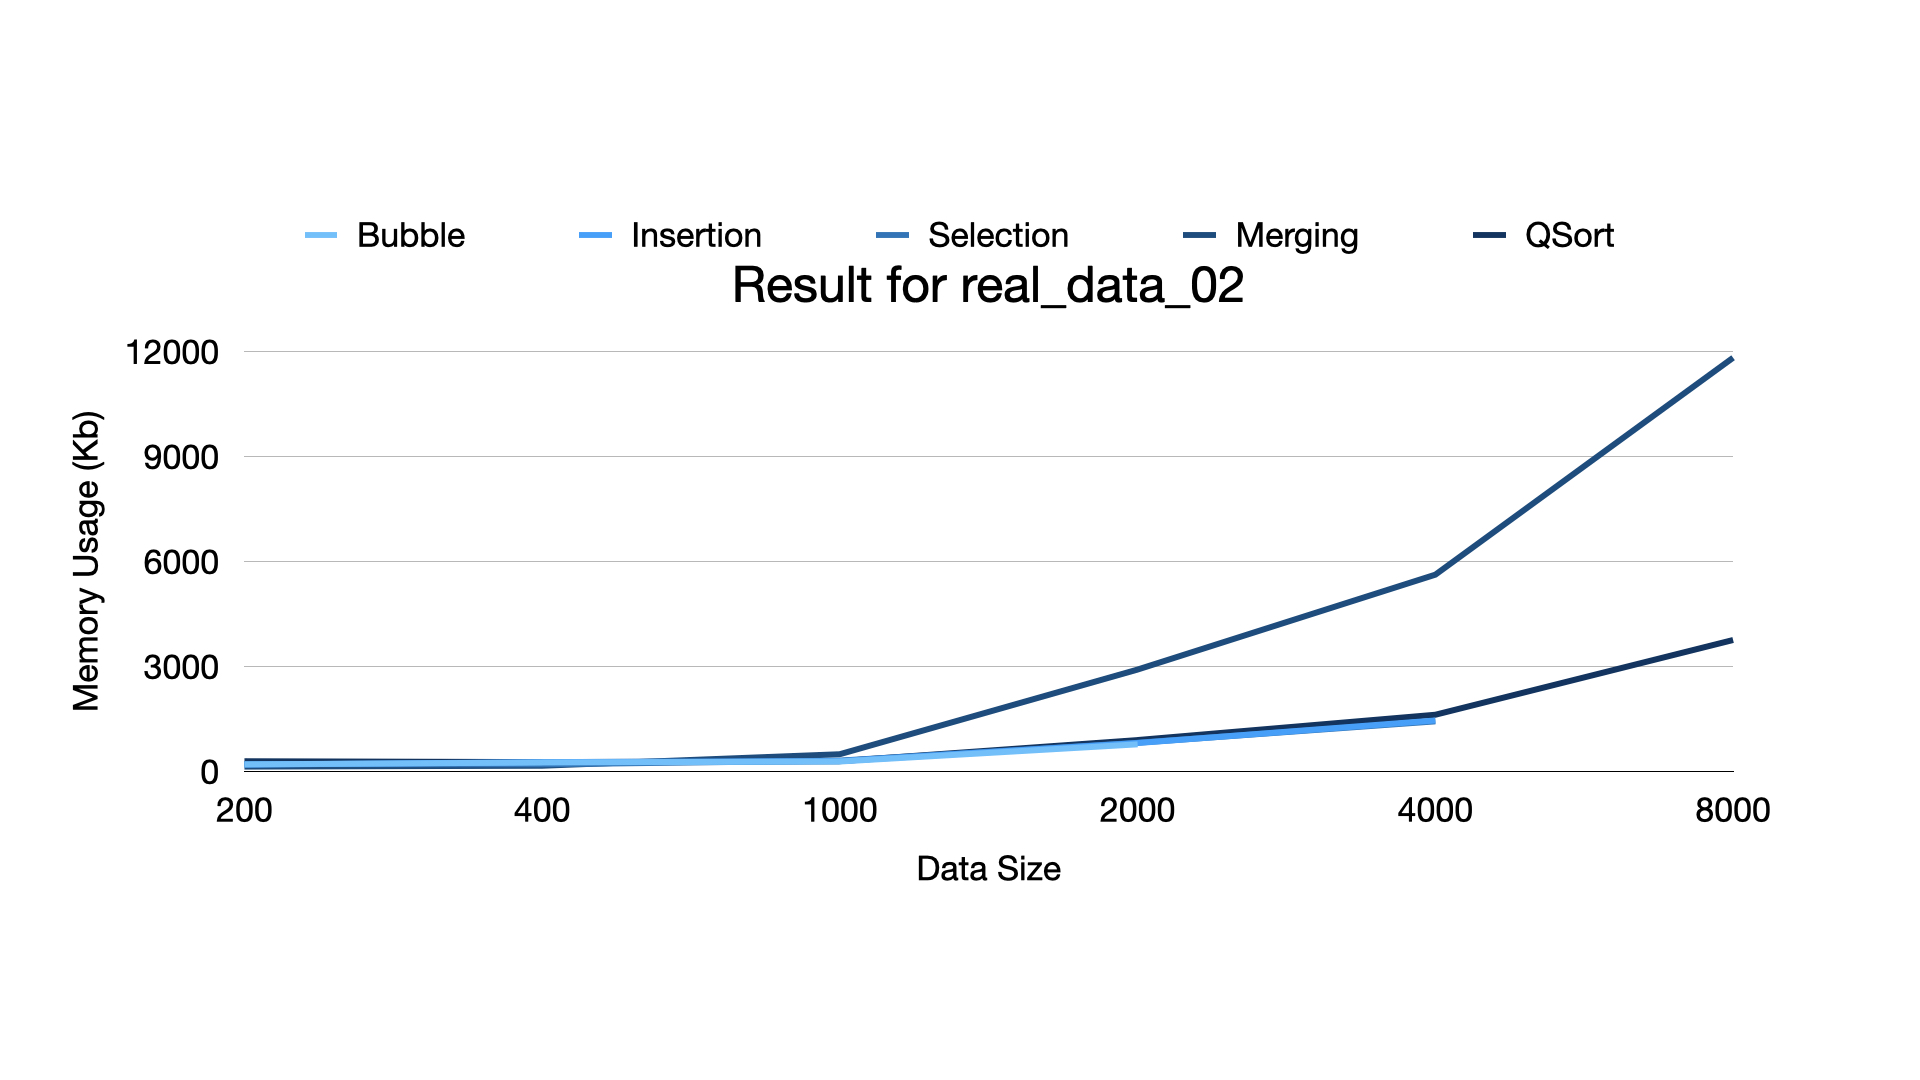 Bubble Insertion Selection Merging QSort
Result for real_data_02
12000
9000
6000
3000
0
Memory Usage (Kb)
200 400 1000 2000 4000 8000
Data Size